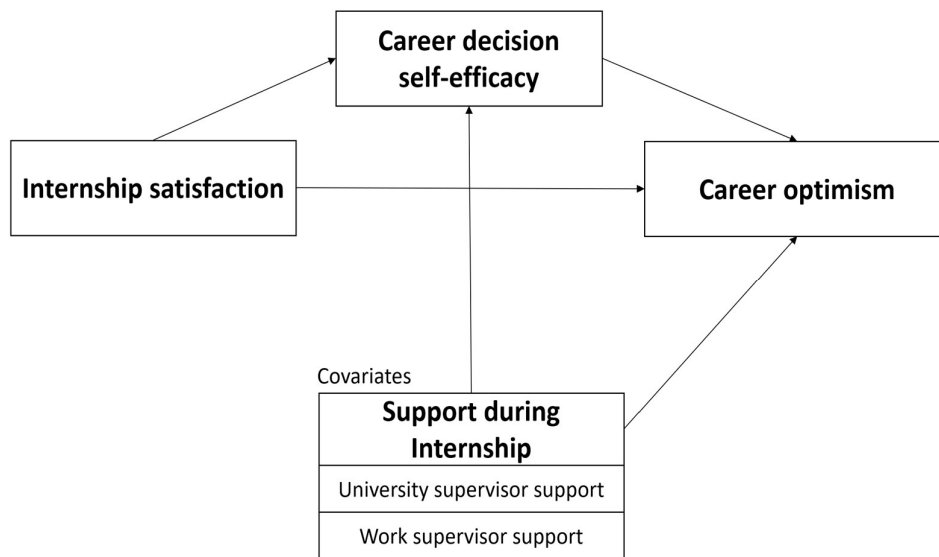 Career decision
self-efficacy
Internship satisfaction
Career optimism
Covariates
Support during
Internship
University supervisor support
Work supervisor support